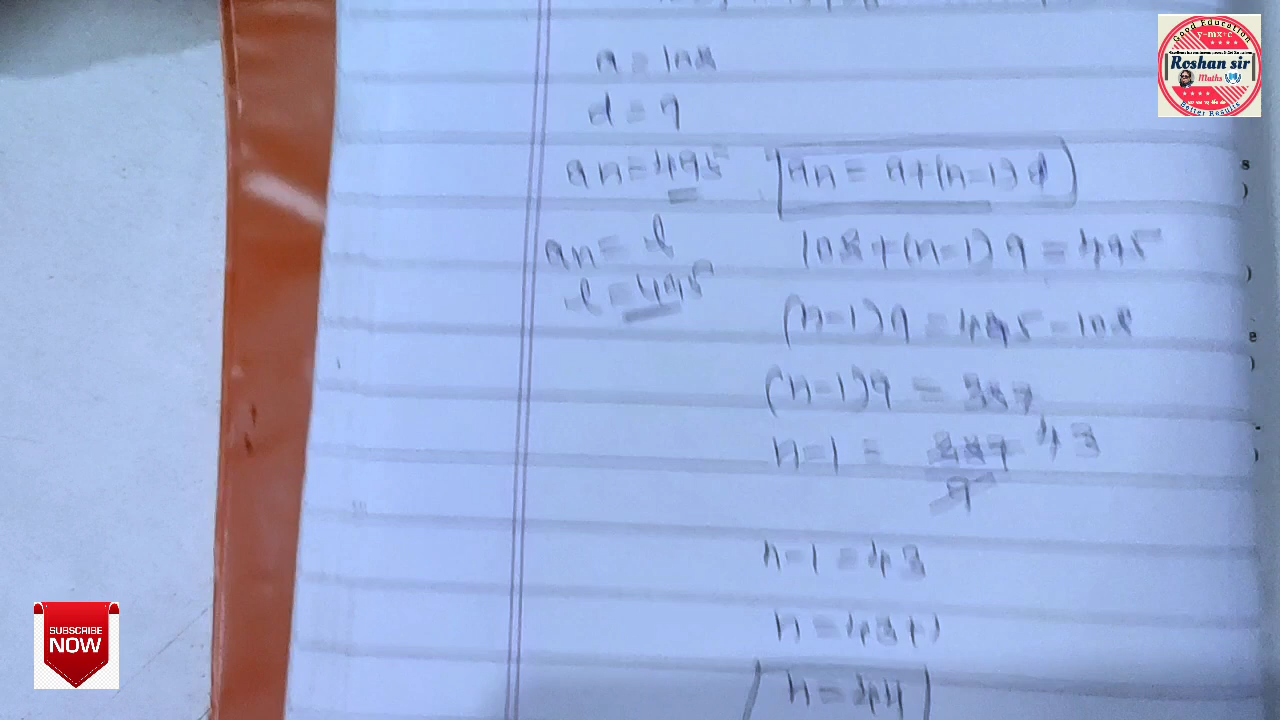 a = 108
d = 9
an = 495
an = a+(n-1)d
an = l
l = 495
108+(n-1)9 = 495
(n-1)9 = 495-108
(n-1)9 = 387
n-1 = 387 43
9
n-1 = 43
n = 43+1
n = 44
Good Education
y=mx+c
Roshan sir
Maths
Better Results
SUBSCRIBE
NOW